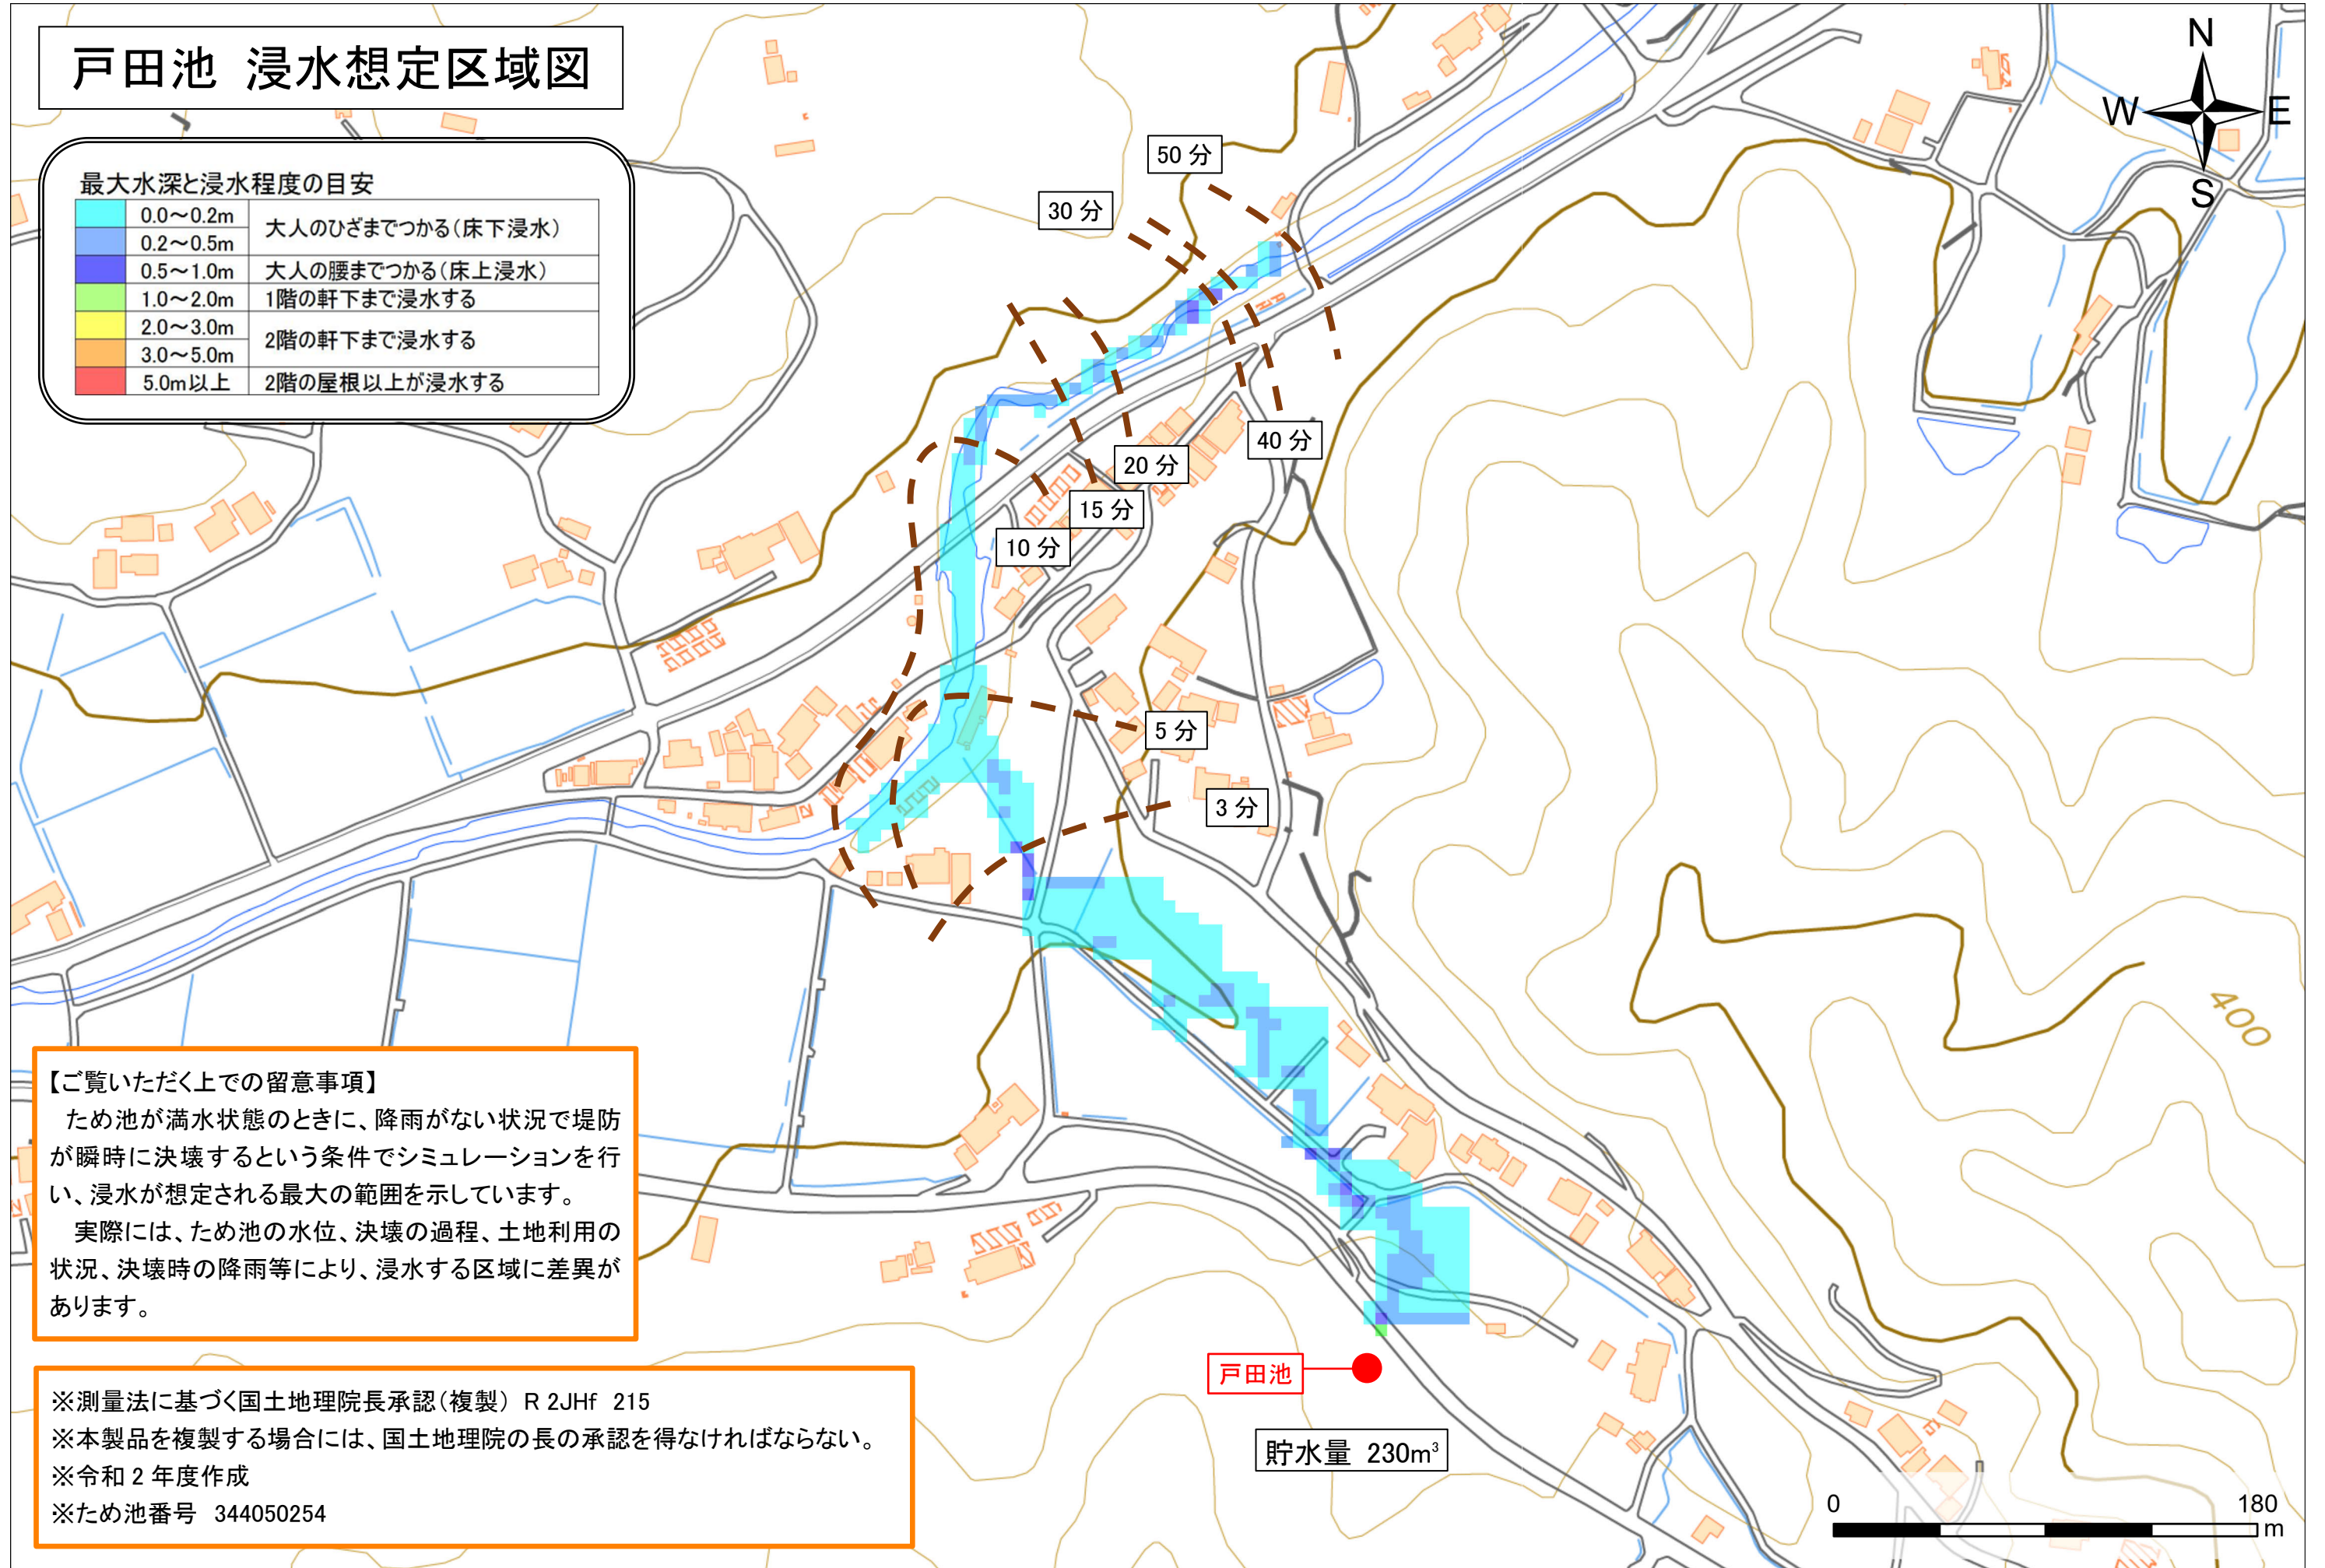 戸田池 浸水想定区域図
最大水深と浸水程度の目安
0.0～0.2m
大人のひざまでつかる(床下浸水)
0.2～0.5m
0.5～1.0m 大人の腰までつかる(床上浸水)
1.0～2.0m 1階の軒下まで浸水する
2.0～3.0m
2階の軒下まで浸水する
3.0～5.0m
5.0m以上 2階の屋根以上が浸水する
N
W
E
S
50 分
30 分
40 分
20 分
15 分
10 分
5 分
3 分
400
【ご覧いただく上での留意事項】
ため池が満水状態のときに、降雨がない状況で堤防
が瞬時に決壊するという条件でシミュレーションを行
い、浸水が想定される最大の範囲を示しています。
実際には、ため池の水位、決壊の過程、土地利用の
状況、決壊時の降雨等により、浸水する区域に差異が
あります。
戸田池
貯水量 230m³
※測量法に基づく国土地理院長承認(複製) R 2JHf 215
※本製品を複製する場合には、国土地理院の長の承認を得なければならない。
※令和 2 年度作成
※ため池番号 344050254
0
180
m